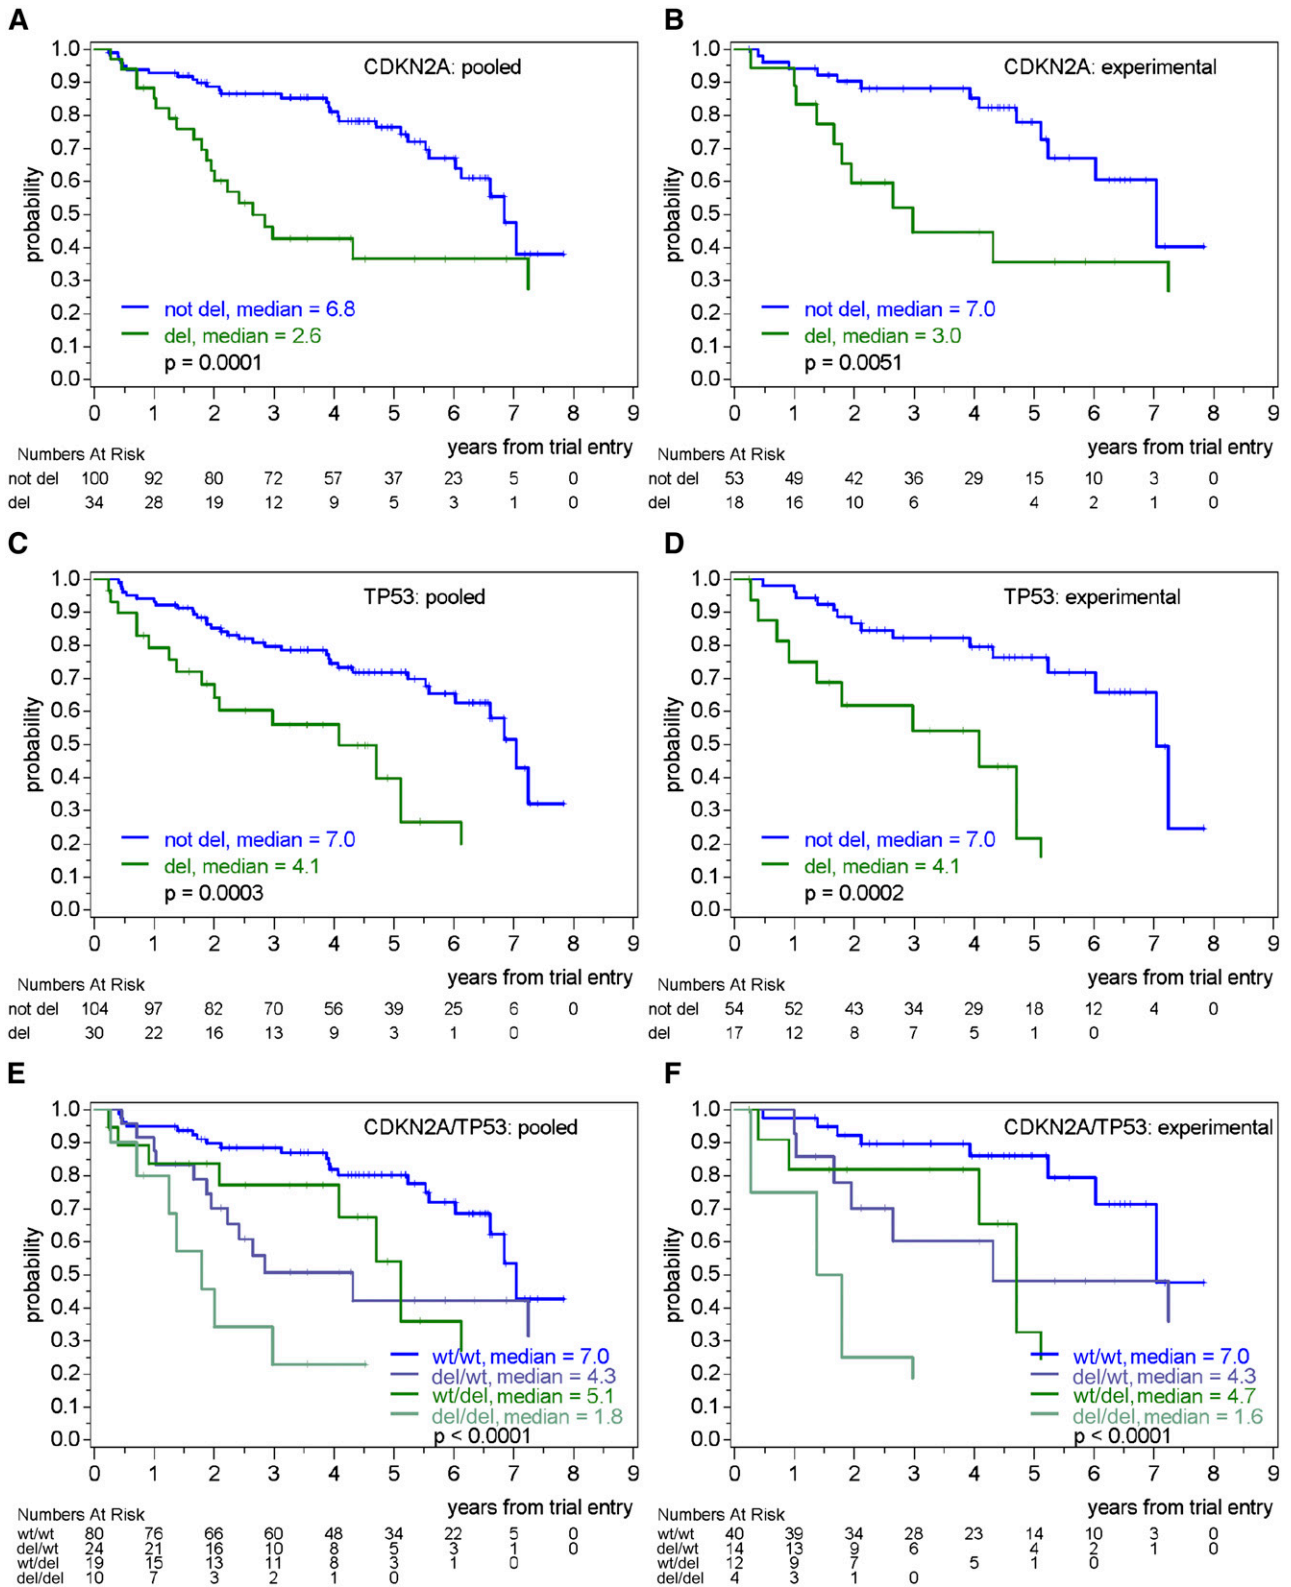 A
CDKN2A: pooled
1.0
0.9
0.8
0.7
0.6
0.5
0.4
0.3
0.2
0.1
0.0
probability
not del, median = 6.8
del, median = 2.6
p = 0.0001
0 1 2 3 4 5 6 7 8 9
years from trial entry
Numbers At Risk
not del 100 92 80 72 57 37 23 5 0
del 34 28 19 12 9 5 3 1 0
B
CDKN2A: experimental
1.0
0.9
0.8
0.7
0.6
0.5
0.4
0.3
0.2
0.1
0.0
probability
not del, median = 7.0
del, median = 3.0
p = 0.0051
0 1 2 3 4 5 6 7 8 9
years from trial entry
Numbers At Risk
not del 53 49 42 36 29 15 10 3 0
del 18 16 10 6 4 2 1 0
C
TP53: pooled
1.0
0.9
0.8
0.7
0.6
0.5
0.4
0.3
0.2
0.1
0.0
probability
not del, median = 7.0
del, median = 4.1
p = 0.0003
0 1 2 3 4 5 6 7 8 9
years from trial entry
Numbers At Risk
not del 104 97 82 70 56 39 25 6 0
del 30 22 16 13 9 3 1 0
D
TP53: experimental
1.0
0.9
0.8
0.7
0.6
0.5
0.4
0.3
0.2
0.1
0.0
probability
not del, median = 7.0
del, median = 4.1
p = 0.0002
0 1 2 3 4 5 6 7 8 9
years from trial entry
Numbers At Risk
not del 54 52 43 34 29 18 12 4 0
del 17 12 8 7 5 1 0
E
CDKN2A/TP53: pooled
1.0
0.9
0.8
0.7
0.6
0.5
0.4
0.3
0.2
0.1
0.0
probability
wt/wt, median = 7.0
del/wt, median = 4.3
wt/del, median = 5.1
del/del, median = 1.8
p < 0.0001
0 1 2 3 4 5 6 7 8 9
years from trial entry
Numbers At Risk
wt/wt 80 76 66 60 48 34 22 5 0
del/wt 24 21 16 10 8 5 3 1 0
wt/del 19 15 13 11 8 3 1 0
del/del 10 7 3 2 1 0
F
CDKN2A/TP53: experimental
1.0
0.9
0.8
0.7
0.6
0.5
0.4
0.3
0.2
0.1
0.0
probability
wt/wt, median = 7.0
del/wt, median = 4.3
wt/del, median = 4.7
del/del, median = 1.6
p < 0.0001
0 1 2 3 4 5 6 7 8 9
years from trial entry
Numbers At Risk
wt/wt 40 39 34 28 23 14 10 3 0
del/wt 14 13 9 6 4 2 1 0
wt/del 12 9 7 5 1 0
del/del 4 3 1 0